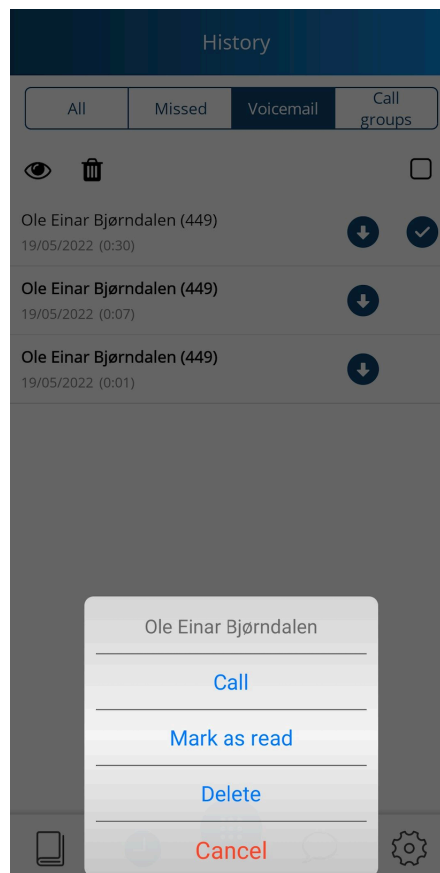 History
All
Missed
Voicemail
Call
groups
Ole Einar Bjørndalen (449)
19/05/2022 (0:30)
Ole Einar Bjørndalen (449)
19/05/2022 (0:07)
Ole Einar Bjørndalen (449)
19/05/2022 (0:01)
Ole Einar Bjørndalen
Call
Mark as read
Delete
Cancel